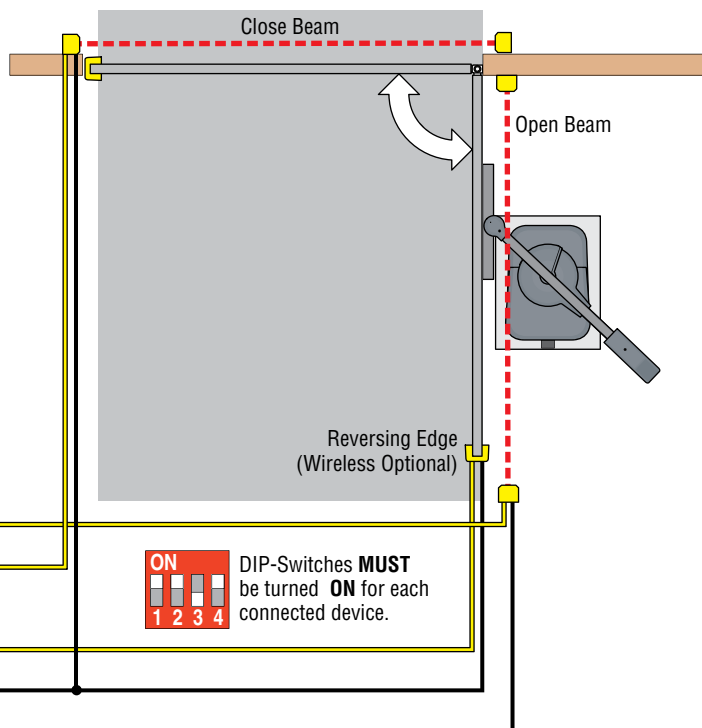 Close Beam
Open Beam
Reversing Edge
(Wireless Optional)
ON
1 2 3 4
DIP-Switches MUST
be turned ON for each
connected device.